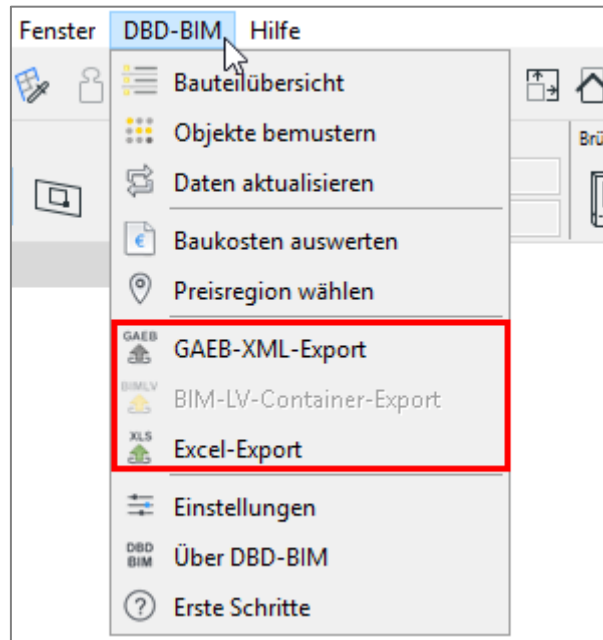 Fenster DBD-BIM Hilfe
Bauteilübersicht
Objekte bemustern
Brü
Daten aktualisieren
€ Baukosten auswerten
Preisregion wählen
GAEB GAEB-XML-Export
BIMLV BIM-LV-Container-Export
XLS Excel-Export
Einstellungen
DBD BIM Über DBD-BIM
? Erste Schritte